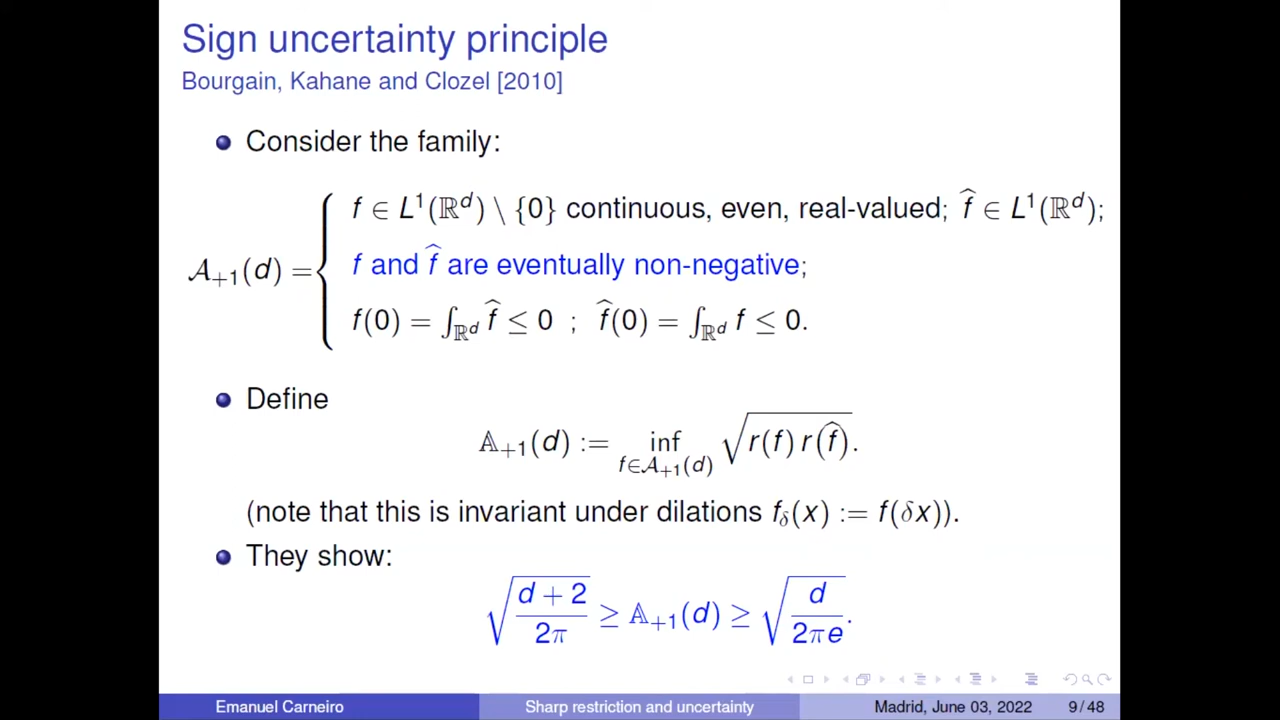 Sign uncertainty principle
Bourgain, Kahane and Clozel [2010]
Consider the family:
f ∈ L¹(ℝᵈ) \ {0} continuous, even, real-valued; f̂ ∈ L¹(ℝᵈ);
𝒜₊₁(d) = { f and f̂ are eventually non-negative;
f(0) = ∫_ℝᵈ f̂ ≤ 0 ; f̂(0) = ∫_ℝᵈ f ≤ 0.
Define
𝔸₊₁(d) := inf_{f∈𝒜₊₁(d)} √(r(f) r(f̂)).
(note that this is invariant under dilations f_δ(x) := f(δx)).
They show:
√((d + 2)/(2π)) ≥ 𝔸₊₁(d) ≥ √(d/(2πe)).
Emanuel Carneiro Sharp restriction and uncertainty Madrid, June 03, 2022 9 / 48